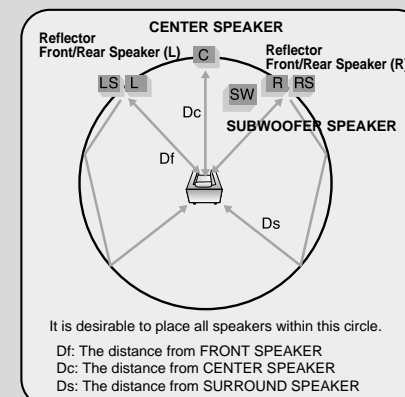 CENTER SPEAKER
Reflector
Front/Rear Speaker (L)
Reflector
Front/Rear Speaker (R)
C
LS L
SW
R RS
Dc
SUBWOOFER SPEAKER
Df
Ds
It is desirable to place all speakers within this circle.
Df: The distance from FRONT SPEAKER
Dc: The distance from CENTER SPEAKER
Ds: The distance from SURROUND SPEAKER